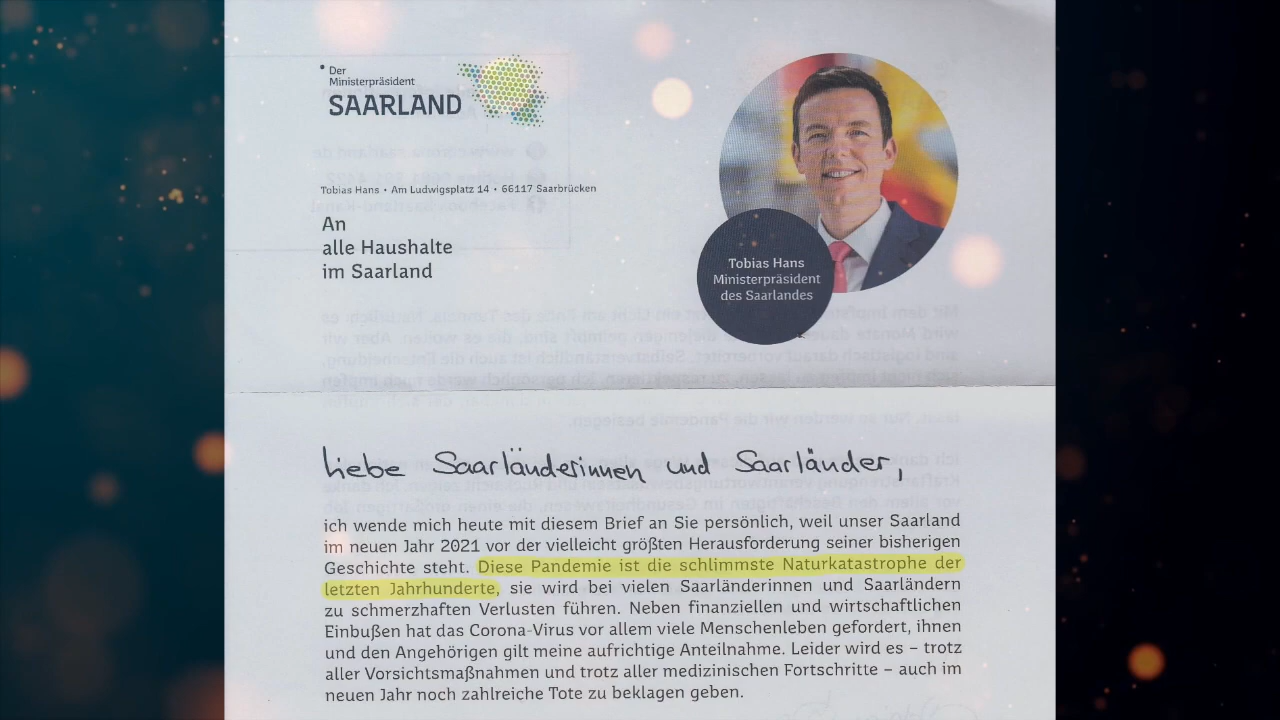 Der
Ministerpräsident
SAARLAND
Tobias Hans • Am Ludwigsplatz 14 • 66117 Saarbrücken
An
alle Haushalte
im Saarland
Tobias Hans
Ministerpräsident
des Saarlandes
Liebe Saarländerinnen und Saarländer,
ich wende mich heute mit diesem Brief an Sie persönlich, weil unser Saarland
im neuen Jahr 2021 vor der vielleicht größten Herausforderung seiner bisherigen
Geschichte steht. Diese Pandemie ist die schlimmste Naturkatastrophe der
letzten Jahrhunderte, sie wird bei vielen Saarländerinnen und Saarländern
zu schmerzhaften Verlusten führen. Neben finanziellen und wirtschaftlichen
Einbußen hat das Corona-Virus vor allem viele Menschenleben gefordert, ihnen
und den Angehörigen gilt meine aufrichtige Anteilnahme. Leider wird es – trotz
aller Vorsichtsmaßnahmen und trotz aller medizinischen Fortschritte – auch im
neuen Jahr noch zahlreiche Tote zu beklagen geben.